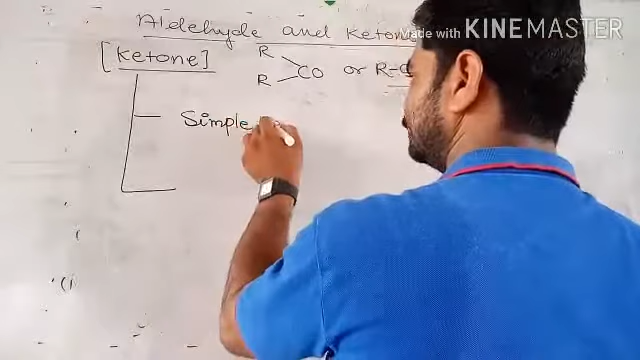 Aldehyde and Ketone
Made with KINEMASTER
[Ketone]
R
R
CO or R-C
Simple